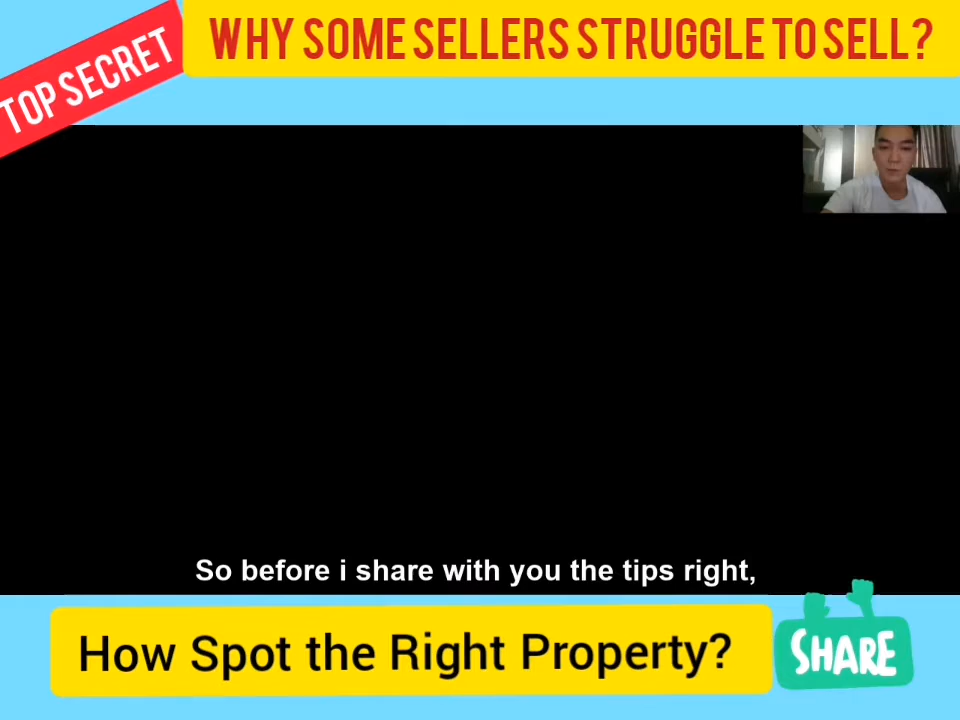 TOP SECRET
WHY SOME SELLERS STRUGGLE TO SELL?
So before i share with you the tips right,
How Spot the Right Property?
SHARE